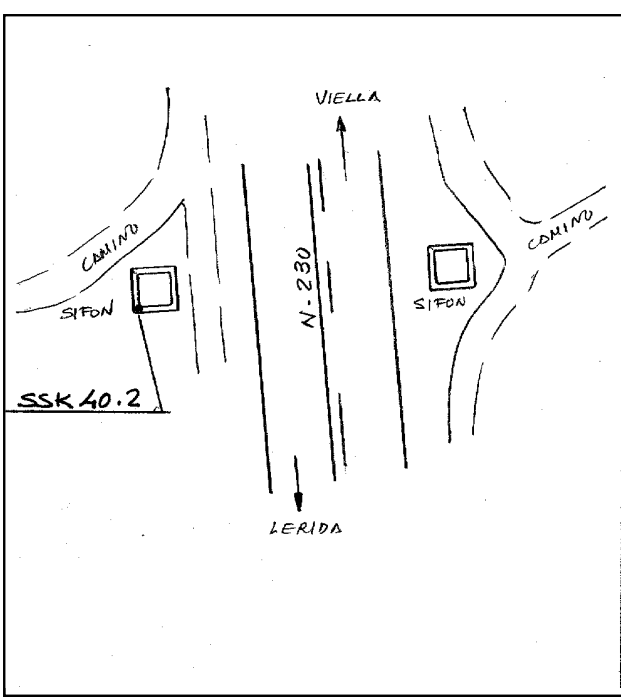 VIELLA
CAMINO
CAMINO
N-230
SIFON
SIFON
SSK 40.2
LERIDA